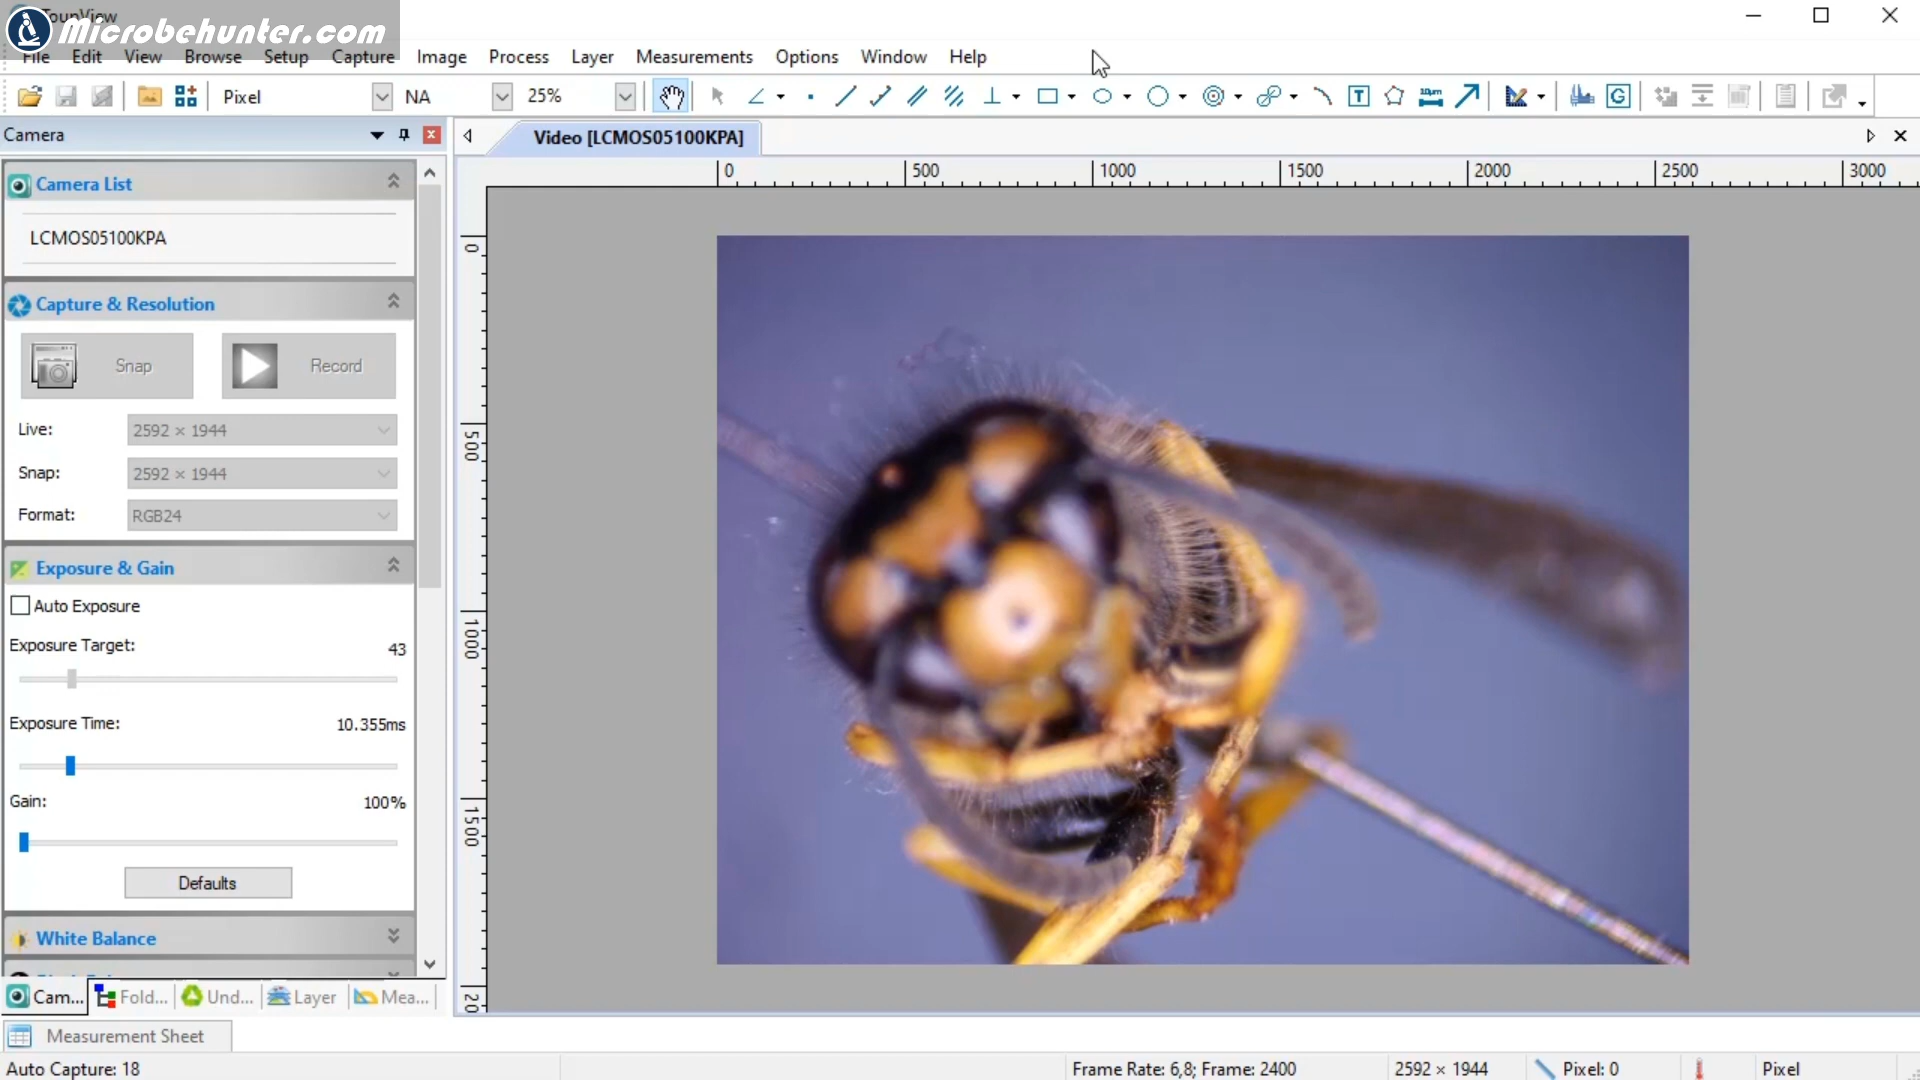 ToupView
Microbehunter.com
File Edit View Browse Setup Capture Image Process Layer Measurements Options Window Help
Pixel NA 25%
Camera
Video [LCMOS05100KPA]
0 500 1000 1500 2000 2500 3000
Camera List
LCMOS05100KPA
Capture & Resolution
Snap Record
Live: 2592 × 1944
Snap: 2592 × 1944
Format: RGB24
Exposure & Gain
Auto Exposure
Exposure Target: 43
Exposure Time: 10.355ms
Gain: 100%
Defaults
White Balance
0
500
1000
1500
20
Cam... Fold... Und... Layer Mea...
Measurement Sheet
Auto Capture: 18 Frame Rate: 6,8; Frame: 2400 2592 × 1944 Pixel: 0 Pixel